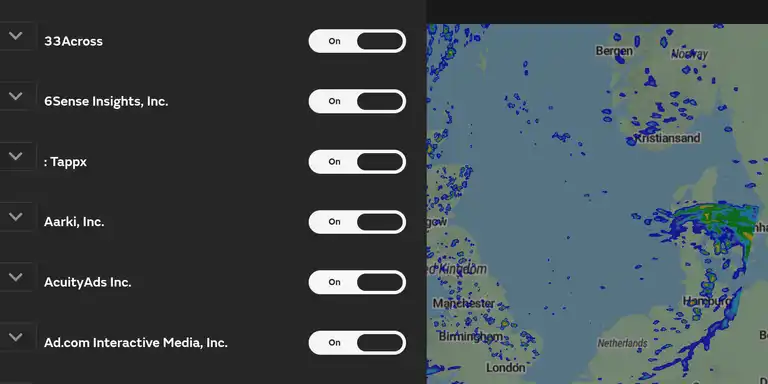 33Across
On
6Sense Insights, Inc.
On
: Tappx
On
Aarki, Inc.
On
AcuityAds Inc.
On
Ad.com Interactive Media, Inc.
On
Bergen
Norway
Kristiansand
gow
ed Kingdom
Manchester
Birmingham
London
Hamburg
Netherlands